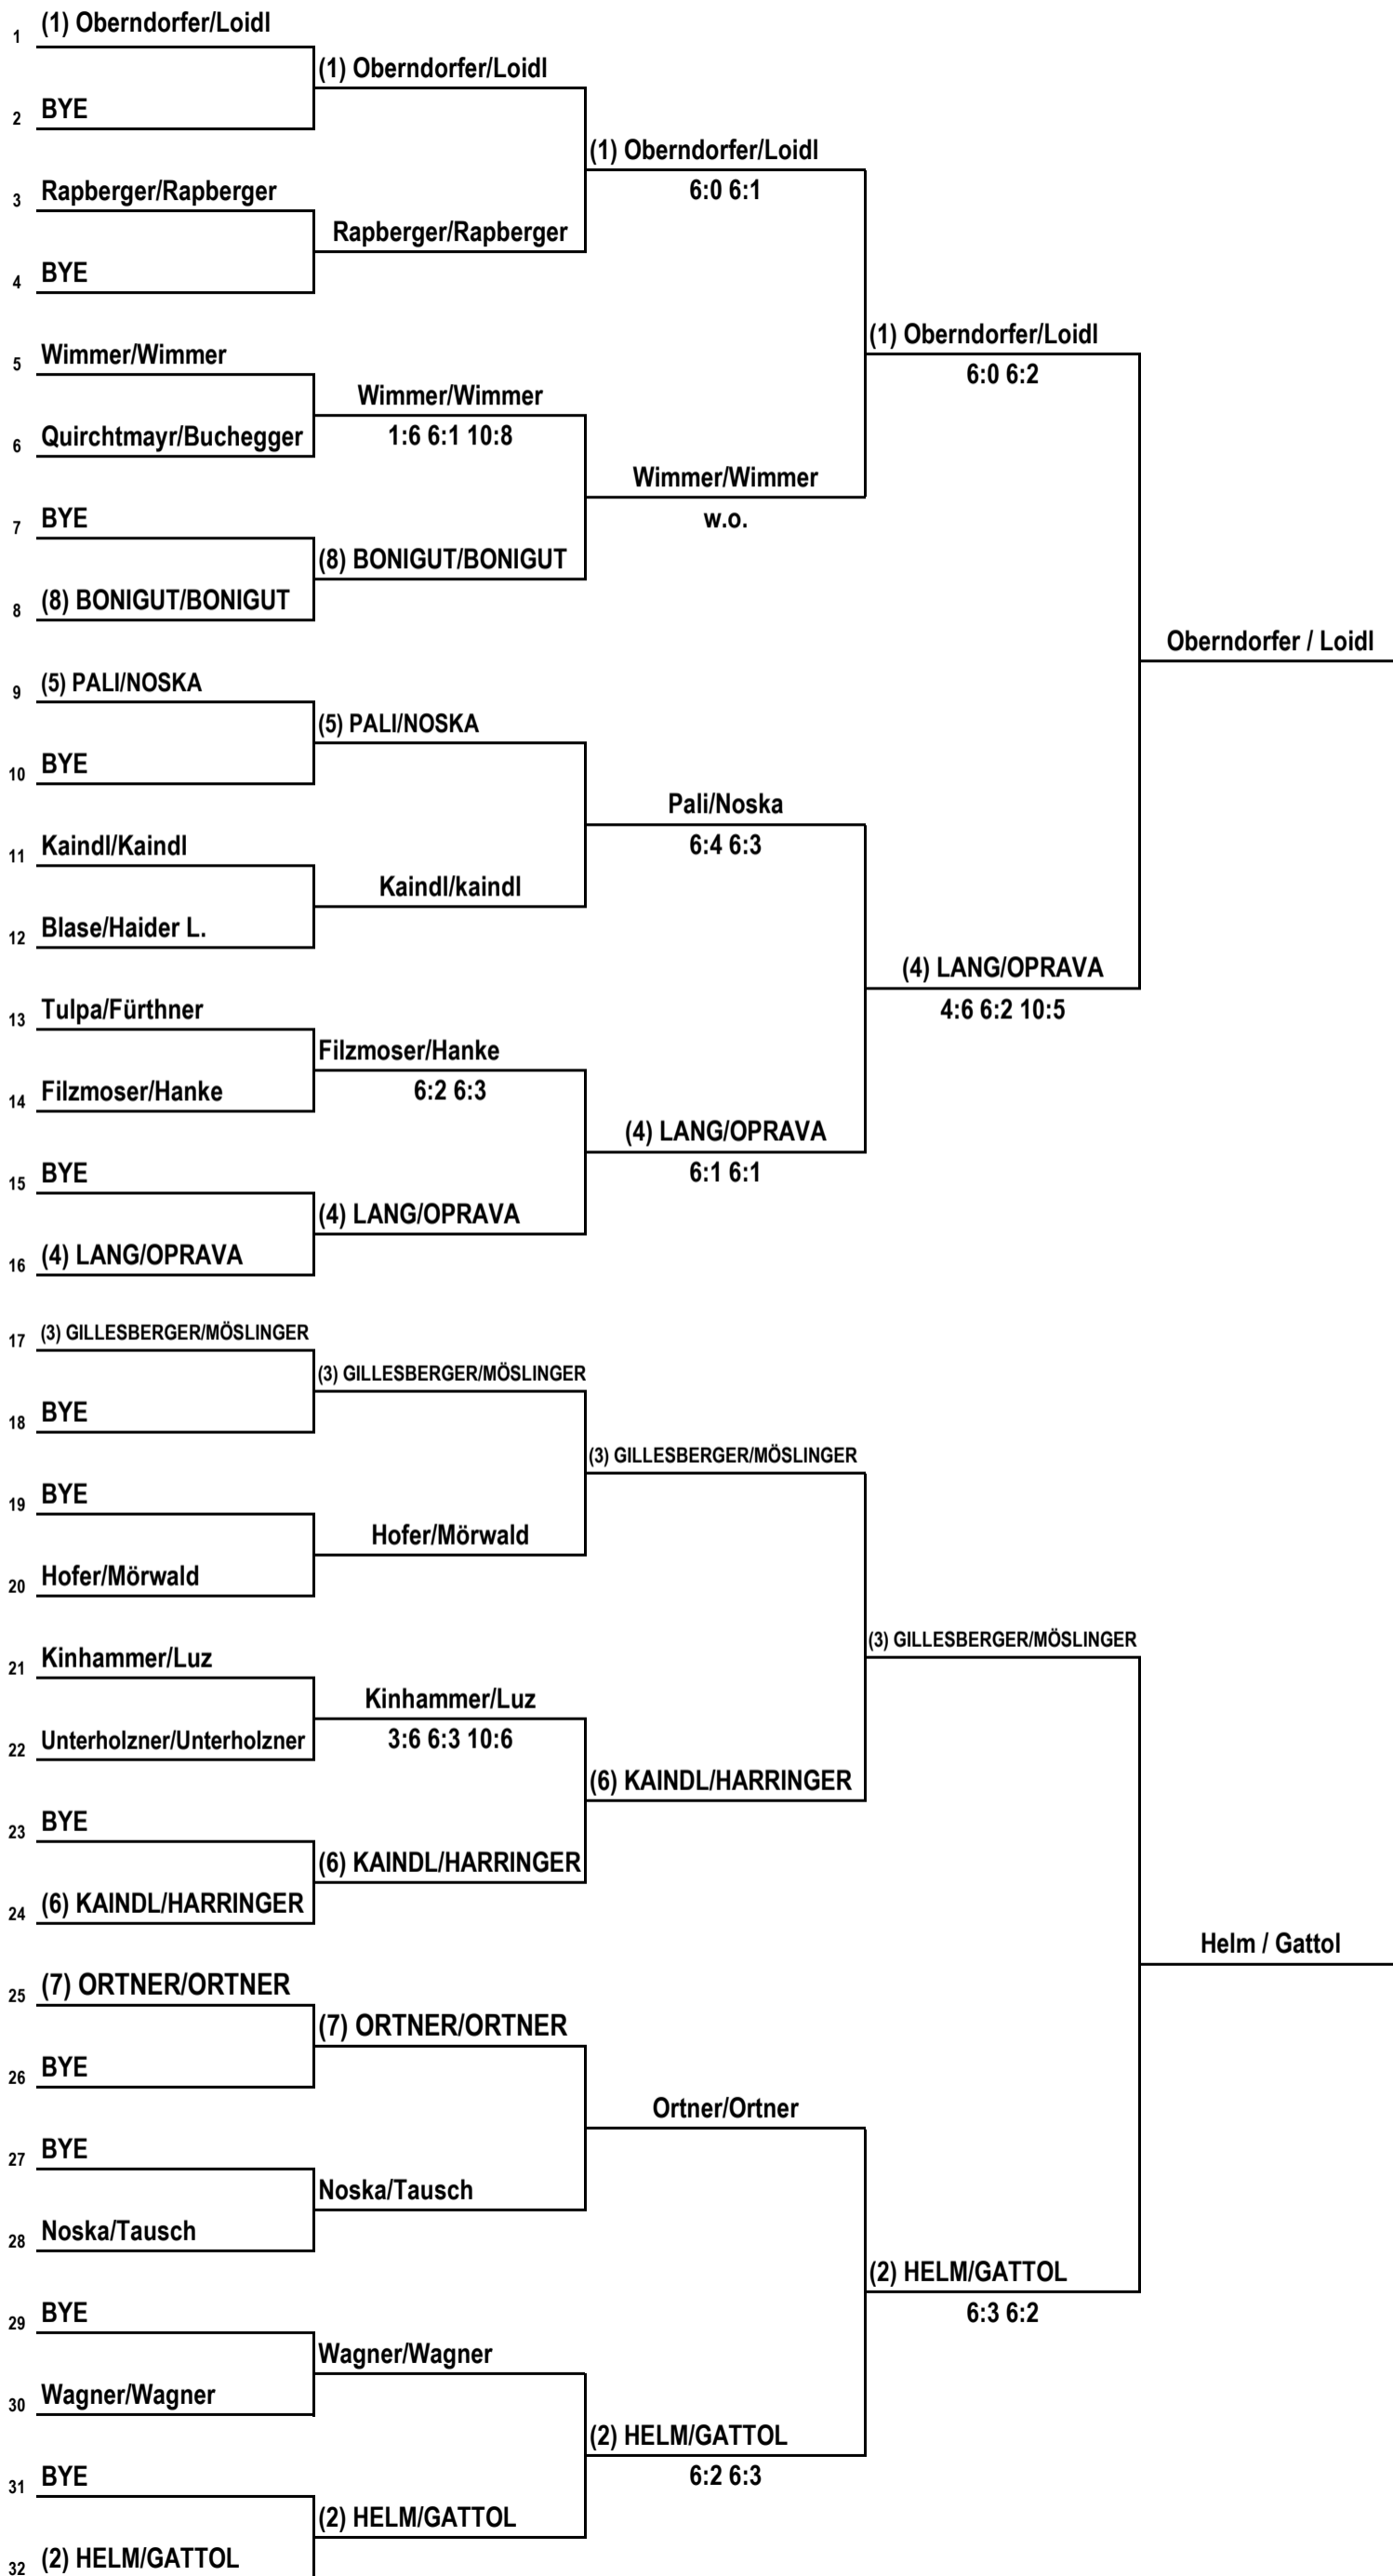 1 (1) Oberndorfer/Loidl
(1) Oberndorfer/Loidl
2 BYE
(1) Oberndorfer/Loidl
6:0 6:1
3 Rapberger/Rapberger
Rapberger/Rapberger
4 BYE
(1) Oberndorfer/Loidl
6:0 6:2
5 Wimmer/Wimmer
Wimmer/Wimmer
1:6 6:1 10:8
6 Quirchtmayr/Buchegger
Wimmer/Wimmer
w.o.
7 BYE
(8) BONIGUT/BONIGUT
8 (8) BONIGUT/BONIGUT
Oberndorfer / Loidl
9 (5) PALI/NOSKA
(5) PALI/NOSKA
10 BYE
Pali/Noska
6:4 6:3
11 Kaindl/Kaindl
Kaindl/kaindl
12 Blase/Haider L.
(4) LANG/OPRAVA
4:6 6:2 10:5
13 Tulpa/Fürthner
Filzmoser/Hanke
6:2 6:3
14 Filzmoser/Hanke
(4) LANG/OPRAVA
6:1 6:1
15 BYE
(4) LANG/OPRAVA
16 (4) LANG/OPRAVA
17 (3) GILLESBERGER/MÖSLINGER
(3) GILLESBERGER/MÖSLINGER
18 BYE
(3) GILLESBERGER/MÖSLINGER
19 BYE
Hofer/Mörwald
20 Hofer/Mörwald
(3) GILLESBERGER/MÖSLINGER
21 Kinhammer/Luz
Kinhammer/Luz
3:6 6:3 10:6
22 Unterholzner/Unterholzner
(6) KAINDL/HARRINGER
23 BYE
(6) KAINDL/HARRINGER
24 (6) KAINDL/HARRINGER
Helm / Gattol
25 (7) ORTNER/ORTNER
(7) ORTNER/ORTNER
26 BYE
Ortner/Ortner
27 BYE
Noska/Tausch
28 Noska/Tausch
(2) HELM/GATTOL
6:3 6:2
29 BYE
Wagner/Wagner
30 Wagner/Wagner
(2) HELM/GATTOL
6:2 6:3
31 BYE
(2) HELM/GATTOL
32 (2) HELM/GATTOL